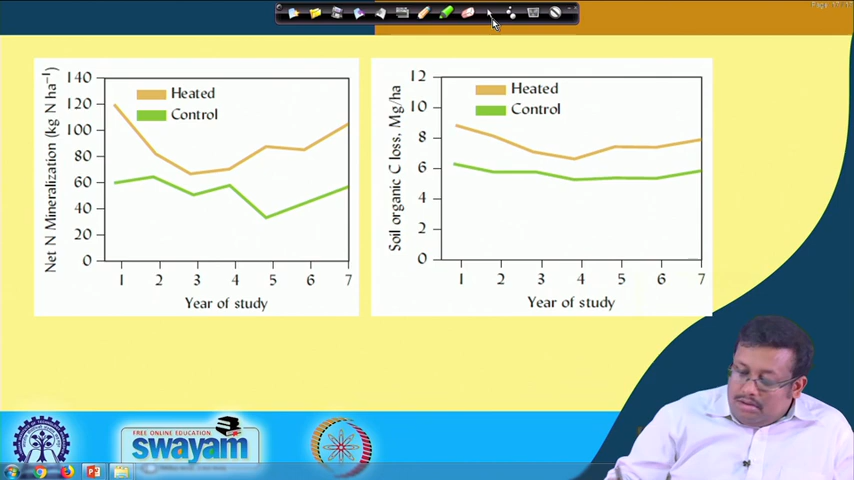 Net N Mineralization (kg N ha⁻¹)
140
120
100
80
60
40
20
0
Heated
Control
1 2 3 4 5 6 7
Year of study
Soil organic C loss, Mg/ha
12
10
8
6
4
2
0
Heated
Control
1 2 3 4 5 6 7
Year of study
FREE ONLINE EDUCATION
swayam